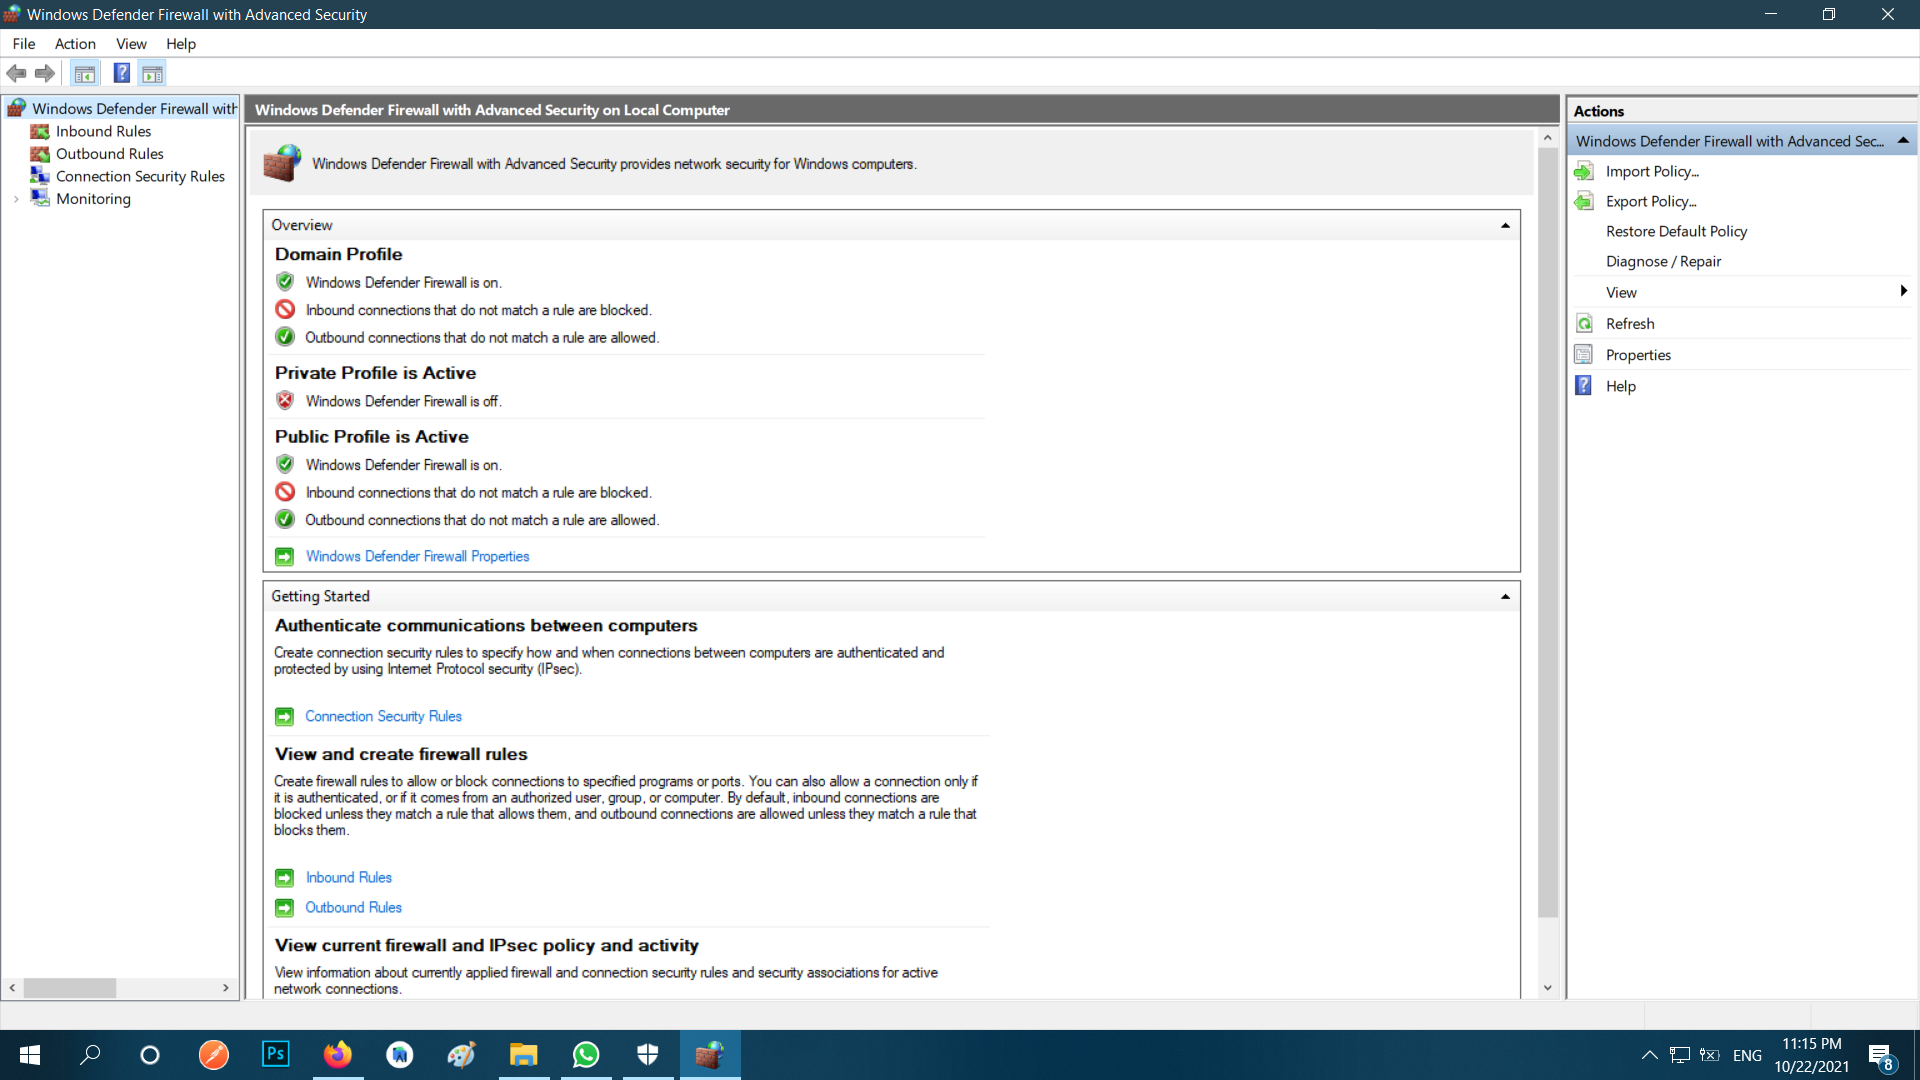 Windows Defender Firewall with Advanced Security
File Action View Help
Windows Defender Firewall with
Inbound Rules
Outbound Rules
Connection Security Rules
Monitoring
Windows Defender Firewall with Advanced Security on Local Computer
Windows Defender Firewall with Advanced Security provides network security for Windows computers.
Overview
Domain Profile
Windows Defender Firewall is on.
Inbound connections that do not match a rule are blocked.
Outbound connections that do not match a rule are allowed.
Private Profile is Active
Windows Defender Firewall is off.
Public Profile is Active
Windows Defender Firewall is on.
Inbound connections that do not match a rule are blocked.
Outbound connections that do not match a rule are allowed.
Windows Defender Firewall Properties
Getting Started
Authenticate communications between computers
Create connection security rules to specify how and when connections between computers are authenticated and
protected by using Internet Protocol security (IPsec).
Connection Security Rules
View and create firewall rules
Create firewall rules to allow or block connections to specified programs or ports. You can also allow a connection only if
it is authenticated, or if it comes from an authorized user, group, or computer. By default, inbound connections are
blocked unless they match a rule that allows them, and outbound connections are allowed unless they match a rule that
blocks them.
Inbound Rules
Outbound Rules
View current firewall and IPsec policy and activity
View information about currently applied firewall and connection security rules and security associations for active
network connections.
Actions
Windows Defender Firewall with Advanced Sec...
Import Policy...
Export Policy...
Restore Default Policy
Diagnose / Repair
View
Refresh
Properties
Help
Ps
ENG
11:15 PM
10/22/2021
8